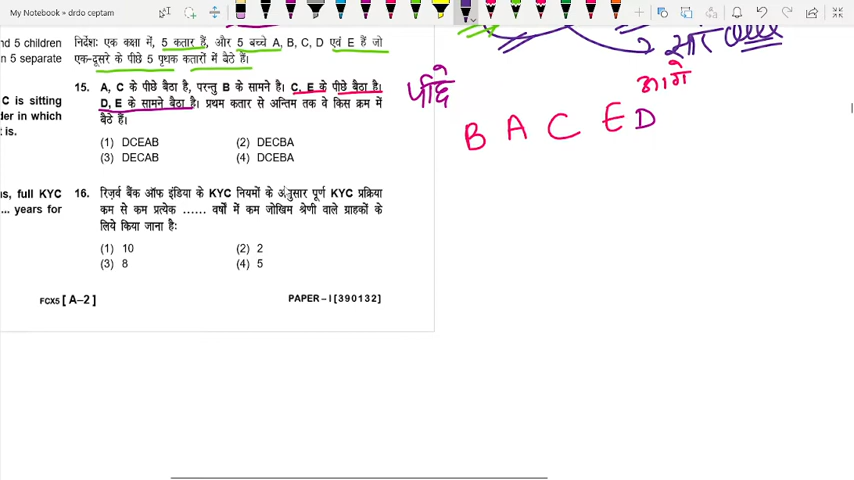 My Notebook » drdo ceptam
nd 5 children
n 5 separate
निर्देश: एक कक्षा में, 5 कतार हैं, और 5 बच्चे A, B, C, D एवं E हैं जो
एक-दूसरे के पीछे 5 पृथक कतारों में बैठे हैं।
C is sitting
der in which
t is.
15. A, C के पीछे बैठा है, परन्तु B के सामने है। C, E के पीछे बैठा है।
D, E के सामने बैठा है। प्रथम कतार से अन्तिम तक वे किस क्रम में
बैठे हैं।
(1) DCEAB (2) DECBA
(3) DECAB (4) DCEBA
पीछे
आगे
B A C E D
ns, full KYC
... years for
16. रिज़र्व बैंक ऑफ इंडिया के KYC नियमों के अनुसार पूर्ण KYC प्रक्रिया
कम से कम प्रत्येक ...... वर्षों में कम जोखिम श्रेणी वाले ग्राहकों के
लिये किया जाना है:
(1) 10 (2) 2
(3) 8 (4) 5
FCX5 [ A–2 ] PAPER – I [390132]